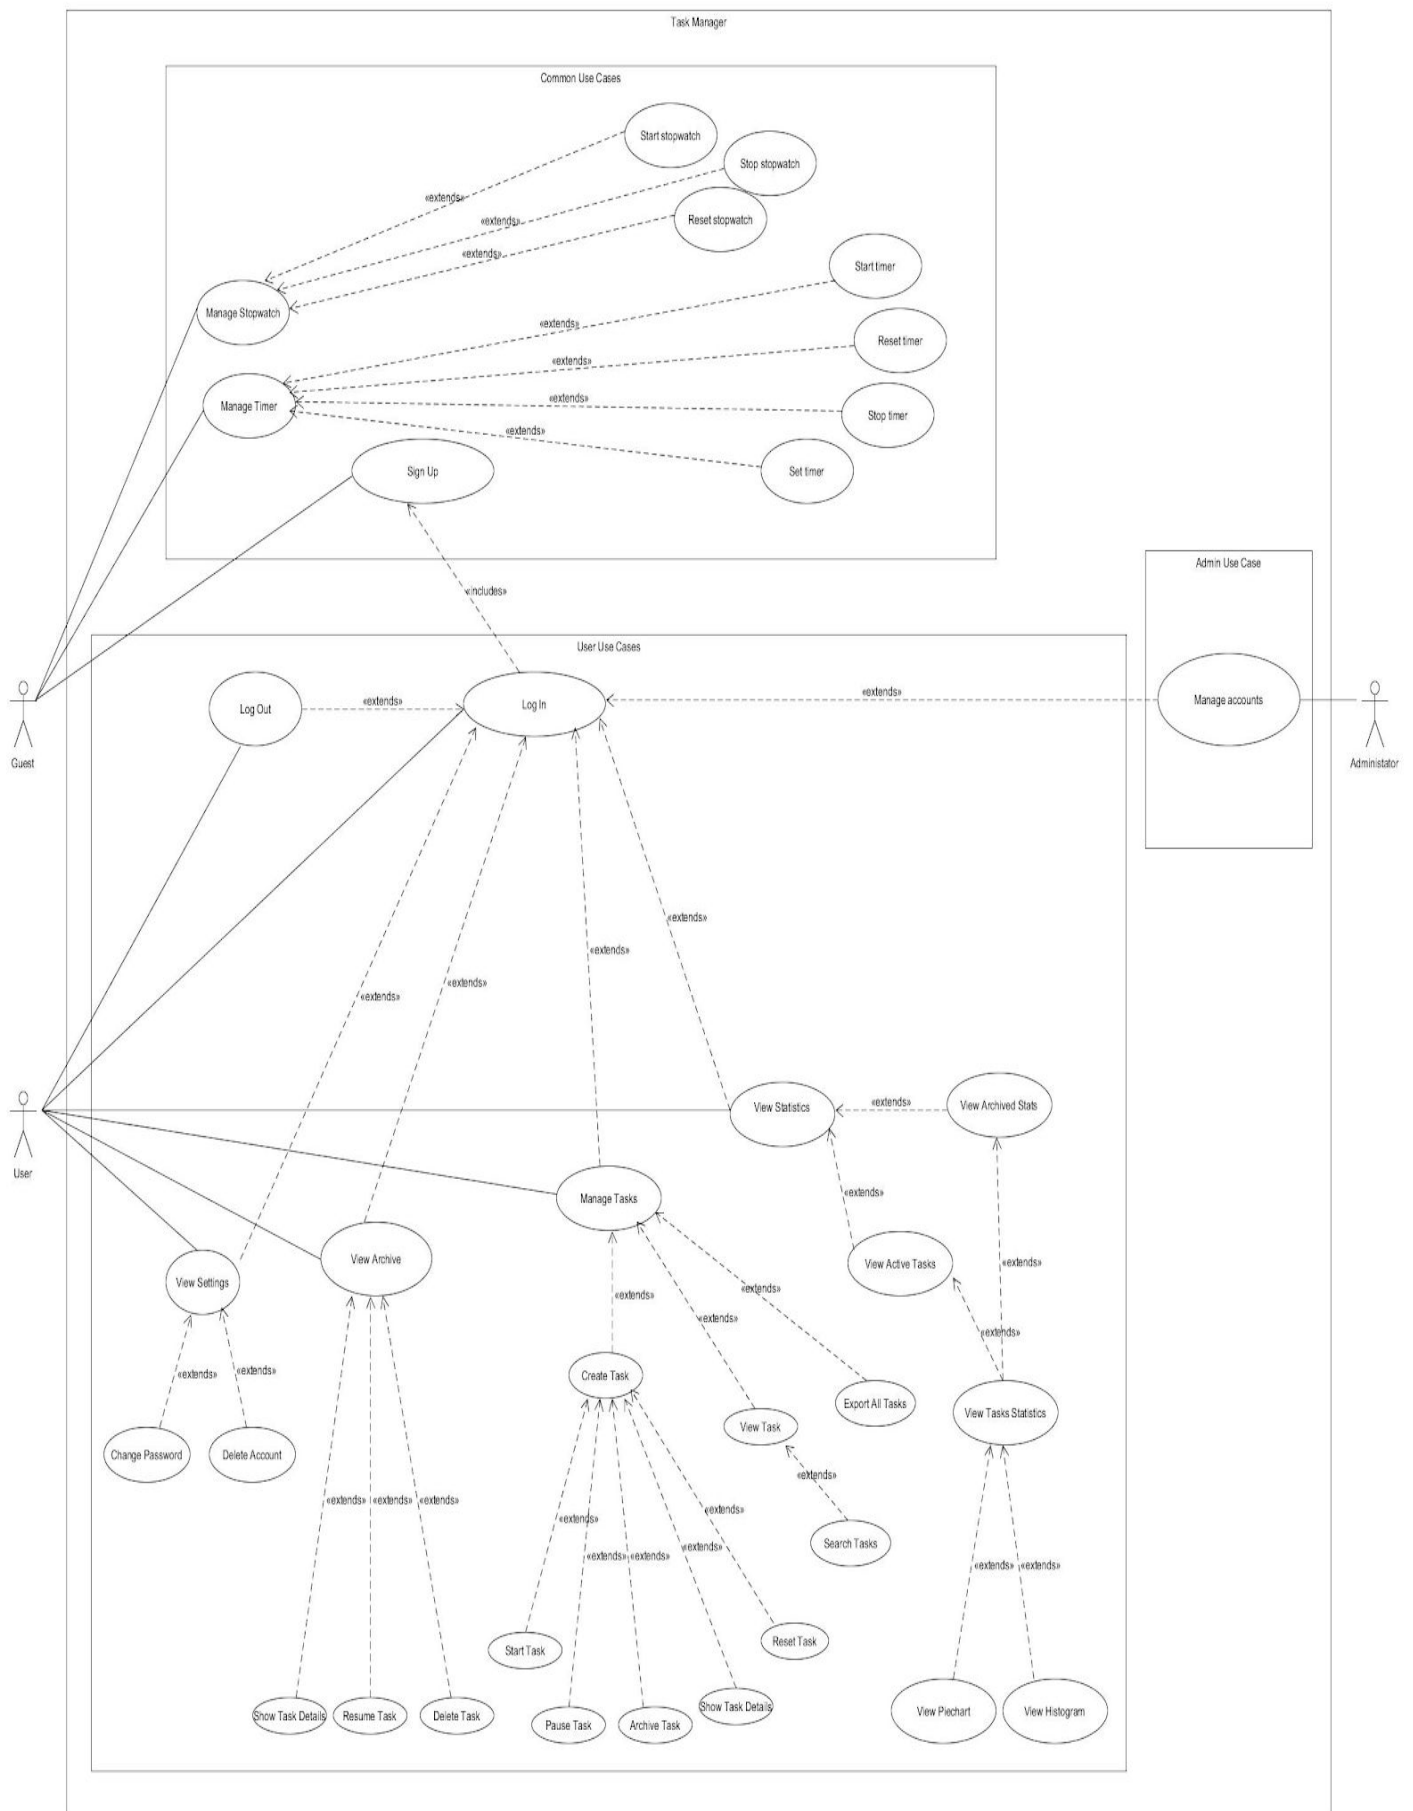 Task Manager
Common Use Cases
Start stopwatch
Stop stopwatch
«extends»
Reset stopwatch
«extends»
«extends»
Start timer
Manage Stopwatch
«extends»
Reset timer
«extends»
«extends»
Manage Timer
Stop timer
«extends»
Sign Up
Set timer
Admin Use Case
«includes»
User Use Cases
«extends»
«extends»
Manage accounts
Log In
Log Out
Guest
Administator
«extends»
«extends»
«extends»
«extends»
«extends»
View Archived Stats
View Statistics
User
«extends»
Manage Tasks
View Archive
«extends»
View Active Tasks
View Settings
«extends»
«extends»
«extends»
«extends»
«extends»
«extends»
Create Task
Export All Tasks
View Tasks Statistics
View Task
Change Password
Delete Account
«extends»
«extends»
«extends»
«extends»
«extends»
«extends»
Search Tasks
«extends»
«extends»
«extends»
«extends»
«extends»
Reset Task
Start Task
Show Task Details
View Piechart
View Histogram
Show Task Details
Resume Task
Delete Task
Pause Task
Archive Task